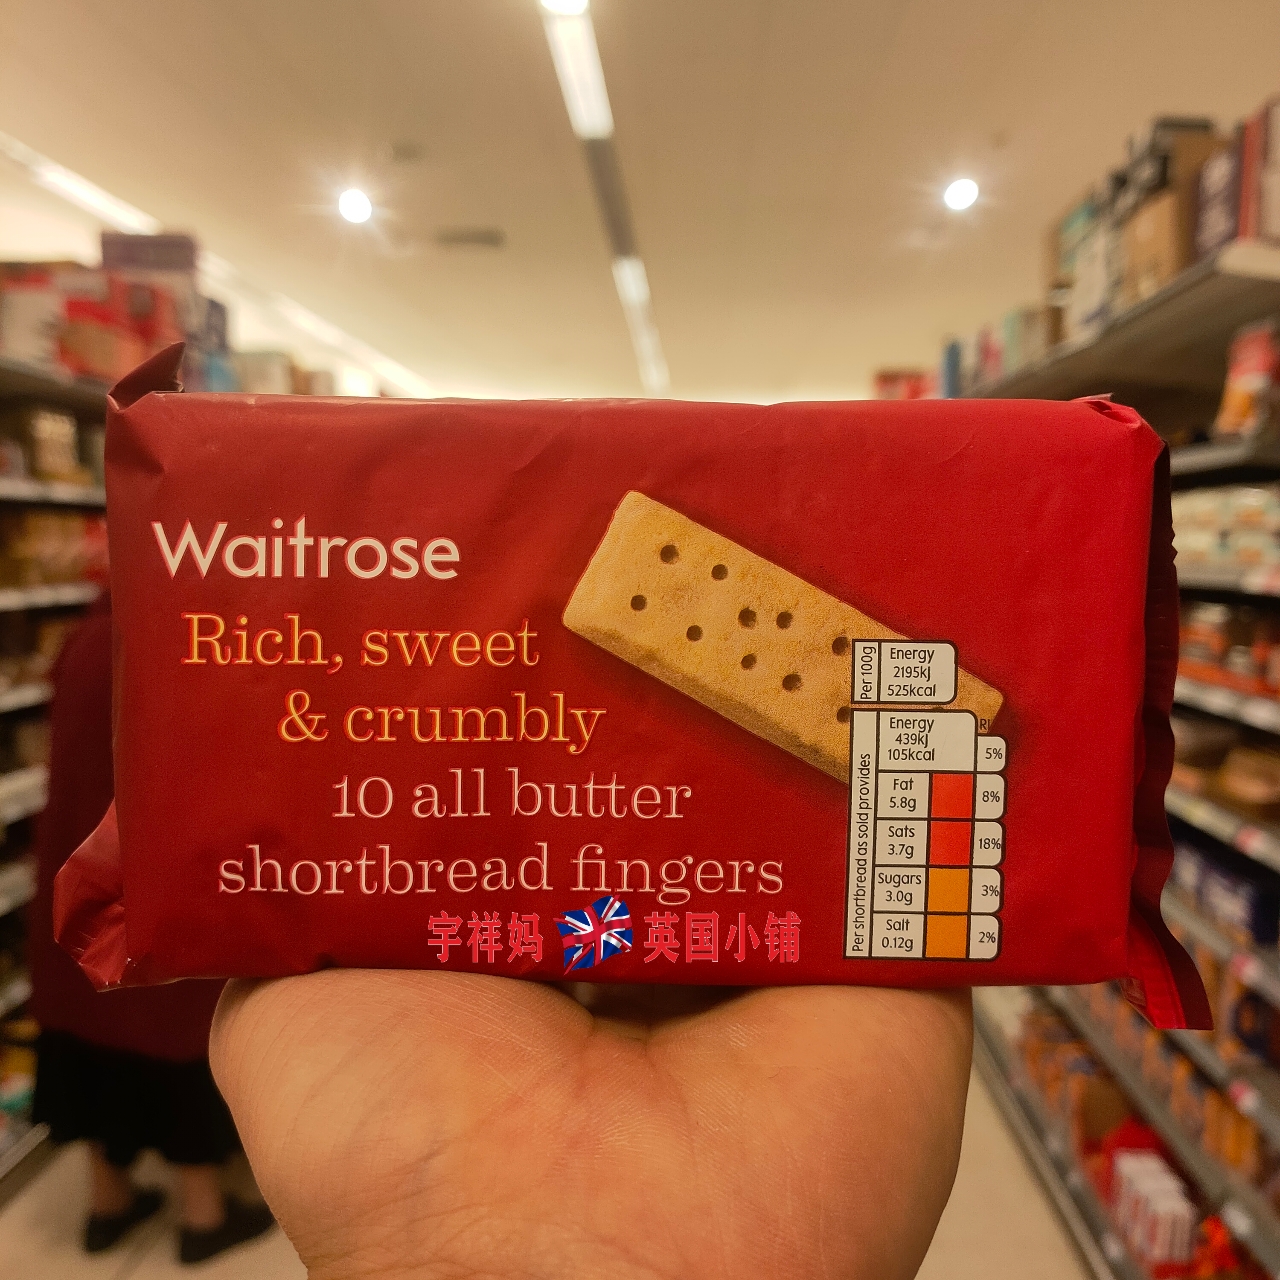 Waitrose
Rich, sweet
& crumbly
10 all butter
shortbread fingers
宇祥妈 英国小铺
Per 100g
Energy
2195kJ
525kcal
Per shortbread as sold provides
RI
Energy
439kJ
105kcal
5%
Fat
5.8g
8%
Sats
3.7g
18%
Sugars
3.0g
3%
Salt
0.12g
2%